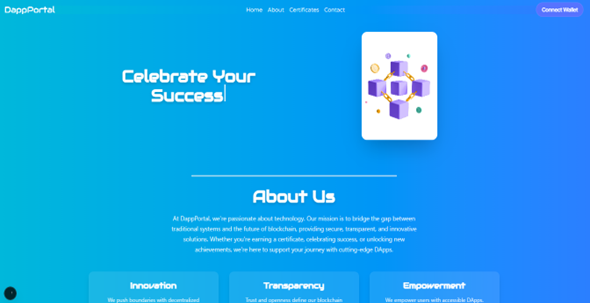 DappPortal
Home About Certificates Contact
Connect Wallet
Celebrate Your
Success
About Us
At DappPortal, we're passionate about technology. Our mission is to bridge the gap between
traditional systems and the future of blockchain, providing secure, transparent, and innovative
solutions. Whether you're earning a certificate, celebrating success, or unlocking new
achievements, we're here to support your journey with cutting-edge DApps.
Innovation
We push boundaries with decentralized
Transparency
Trust and openness define our blockchain
Empowerment
We empower users with accessible DApps.